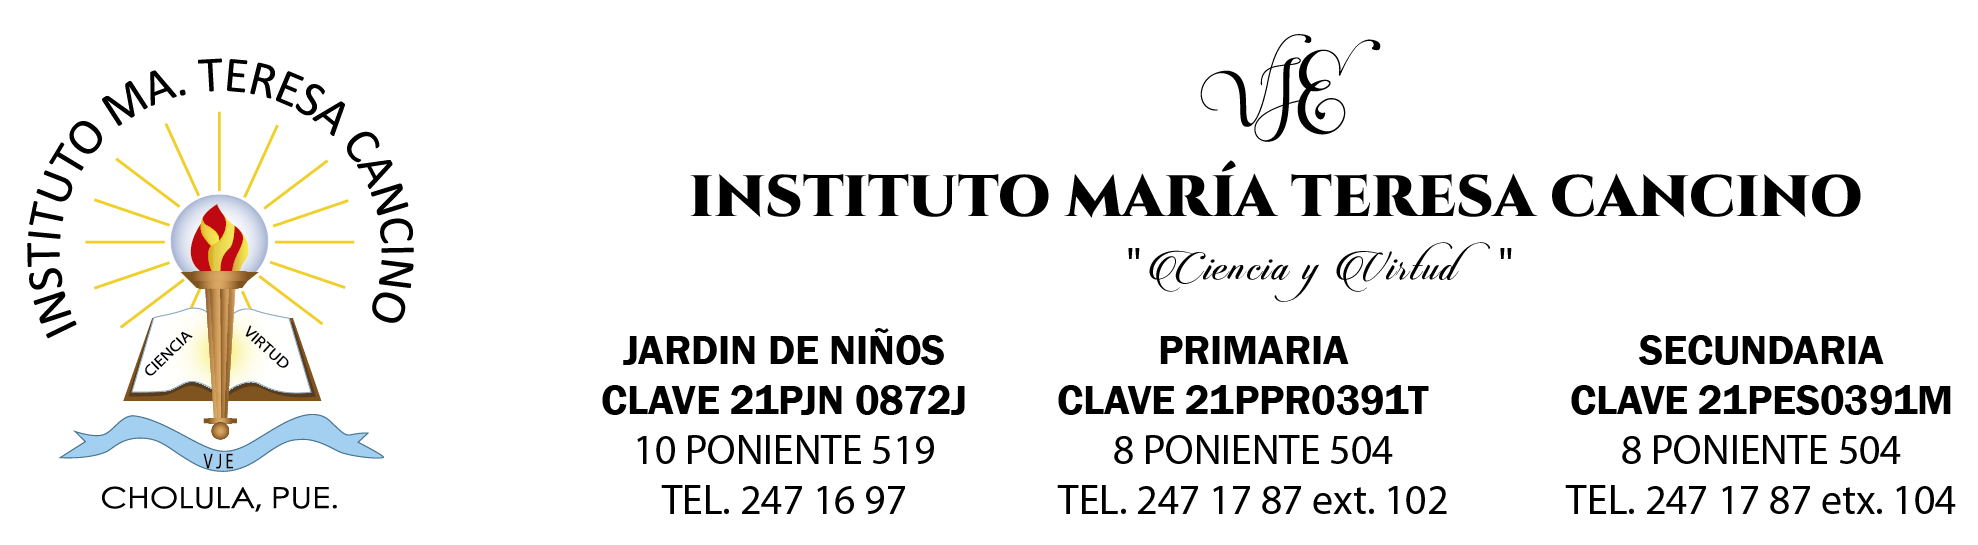 INSTITUTO MA. TERESA CANCINO
CIENCIA
VIRTUD
VJE
CHOLULA, PUE.
VJE
INSTITUTO MARÍA TERESA CANCINO
"Ciencia y Virtud"
JARDIN DE NIÑOS
CLAVE 21PJN 0872J
10 PONIENTE 519
TEL. 247 16 97
PRIMARIA
CLAVE 21PPR0391T
8 PONIENTE 504
TEL. 247 17 87 ext. 102
SECUNDARIA
CLAVE 21PES0391M
8 PONIENTE 504
TEL. 247 17 87 etx. 104